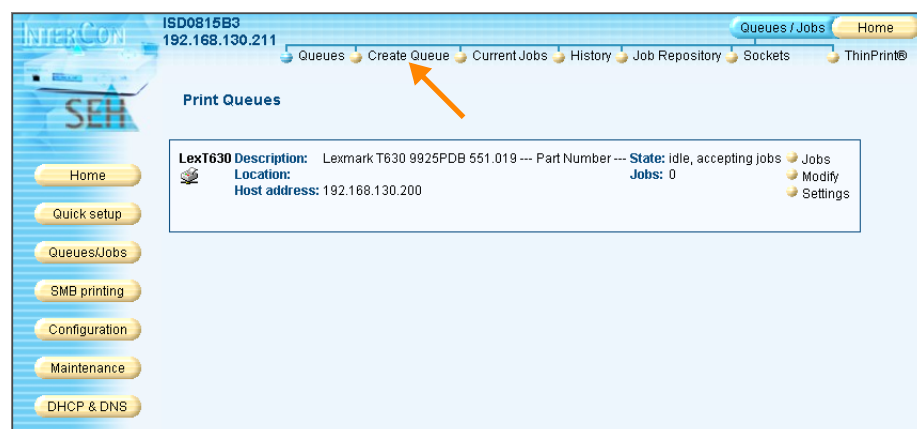 INTERCON
ISD0815B3
192.168.130.211
Queues / Jobs Home
Queues Create Queue Current Jobs History Job Repository Sockets ThinPrint®
SEH
Print Queues
LexT630 Description: Lexmark T630 9925PDB 551.019 --- Part Number --- State: idle, accepting jobs Jobs
Location: Jobs: 0 Modify
Host address: 192.168.130.200 Settings
Home
Quick setup
Queues/Jobs
SMB printing
Configuration
Maintenance
DHCP & DNS